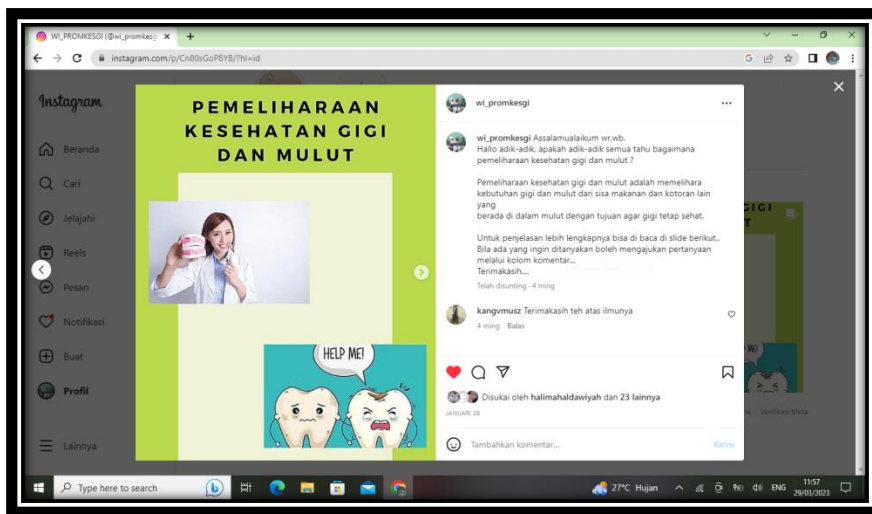 WI_PROMKESGI (@wi_promkesg
instagram.com/p/Cn80sGoP8YB/?hl=id
Instagram
Beranda
Cari
Jelajahi
Reels
Pesan
Notifikasi
Buat
Profil
Lainnya
PEMELIHARAAN
KESEHATAN GIGI
DAN MULUT
HELP ME!
wi_promkesgi
wi_promkesgi Assalamualaikum wr.wb.
Hallo adik-adik, apakah adik-adik semua tahu bagaimana
pemeliharaan kesehatan gigi dan mulut ?
Pemeliharaan kesehatan gigi dan mulut adalah memelihara
kebutuhan gigi dan mulut dari sisa makanan dan kotoran lain
yang
berada di dalam mulut dengan tujuan agar gigi tetap sehat.
Untuk penjelasan lebih lengkapnya bisa di baca di slide berikut..
Bila ada yang ingin ditanyakan boleh mengajukan pertanyaan
melalui kolom komentar...
Terimakasih....
Telah disunting · 4 ming
kangvmusz Terimakasih teh atas ilmunya
4 ming Balas
Disukai oleh halimahaldawiyah dan 23 lainnya
JANUARI 28
Tambahkan komentar...
Kirim
GIGI
T
ME!
Verifikasi Meta
Type here to search
27°C Hujan
ENG
11:57
29/03/2023